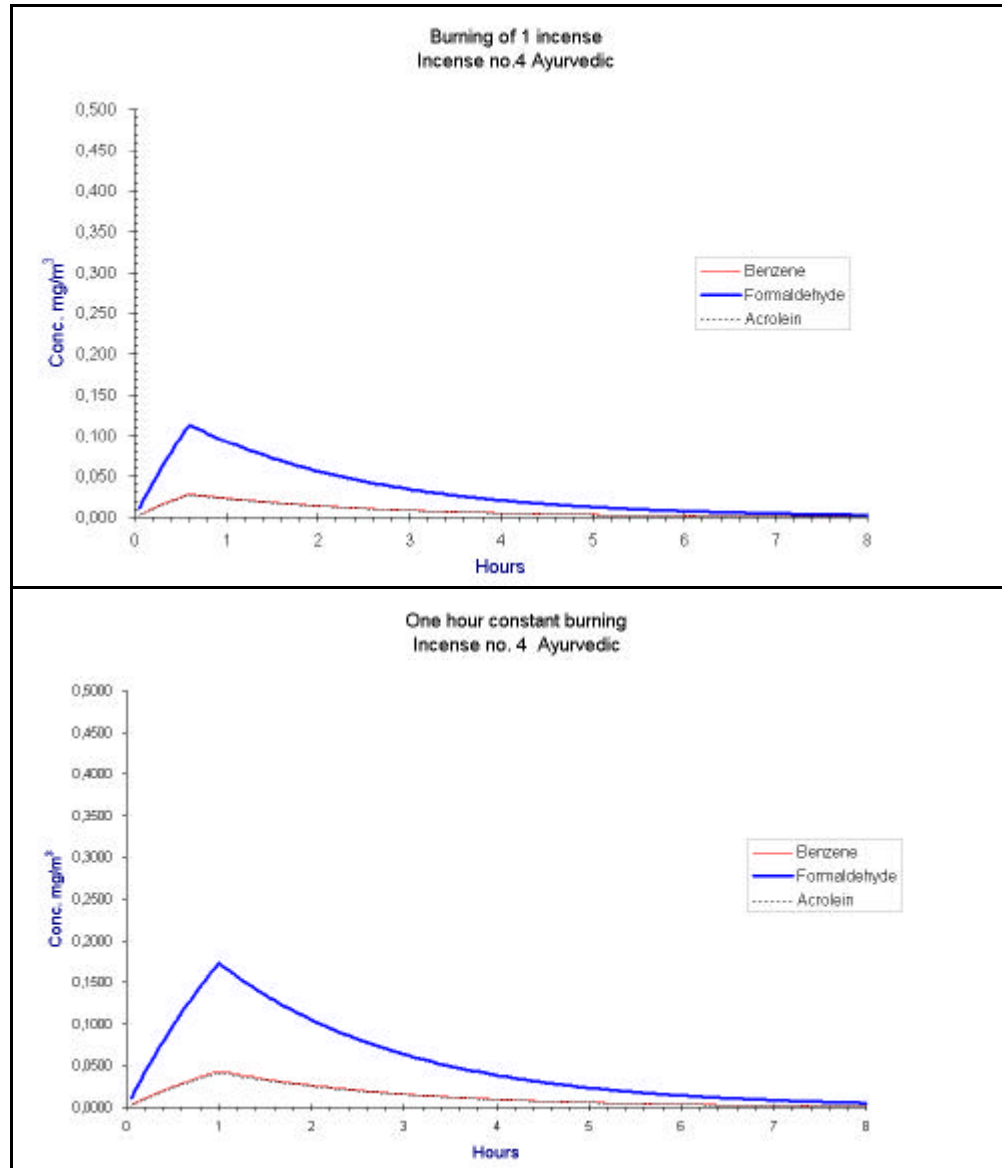 Burning of 1 incense
Incense no.4 Ayurvedic
0,500
0,450
0,400
0,350
0,300
0,250
0,200
0,150
0,100
0,050
0,000
Conc. mg/m³
Benzene
Formaldehyde
Acrolein
0 1 2 3 4 5 6 7 8
Hours
One hour constant burning
Incense no. 4 Ayurvedic
0,5000
0,4500
0,4000
0,3500
0,3000
0,2500
0,2000
0,1500
0,1000
0,0500
0,0000
Conc. mg/m³
Benzene
Formaldehyde
Acrolein
0 1 2 3 4 5 6 7 8
Hours